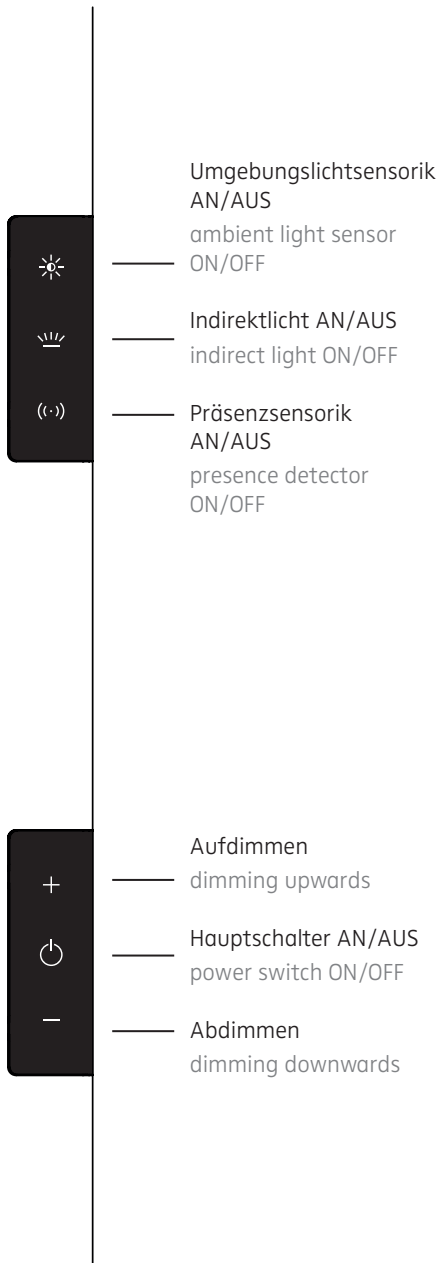 Umgebungslichtsensorik
AN/AUS
ambient light sensor
ON/OFF
Indirektlicht AN/AUS
indirect light ON/OFF
Präsenzsensorik
AN/AUS
presence detector
ON/OFF
Aufdimmen
dimming upwards
Hauptschalter AN/AUS
power switch ON/OFF
Abdimmen
dimming downwards